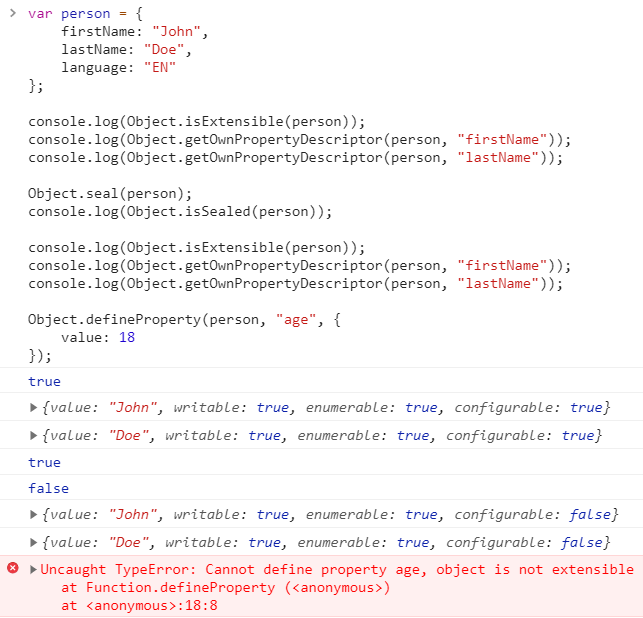 var person = {
    firstName: "John",
    lastName: "Doe",
    language: "EN"
};
console.log(Object.isExtensible(person));
console.log(Object.getOwnPropertyDescriptor(person, "firstName"));
console.log(Object.getOwnPropertyDescriptor(person, "lastName"));
Object.seal(person);
console.log(Object.isSealed(person));
console.log(Object.isExtensible(person));
console.log(Object.getOwnPropertyDescriptor(person, "firstName"));
console.log(Object.getOwnPropertyDescriptor(person, "lastName"));
Object.defineProperty(person, "age", {
    value: 18
});
true
{value: "John", writable: true, enumerable: true, configurable: true}
{value: "Doe", writable: true, enumerable: true, configurable: true}
true
false
{value: "John", writable: true, enumerable: true, configurable: false}
{value: "Doe", writable: true, enumerable: true, configurable: false}
Uncaught TypeError: Cannot define property age, object is not extensible
    at Function.defineProperty (<anonymous>)
    at <anonymous>:18:8